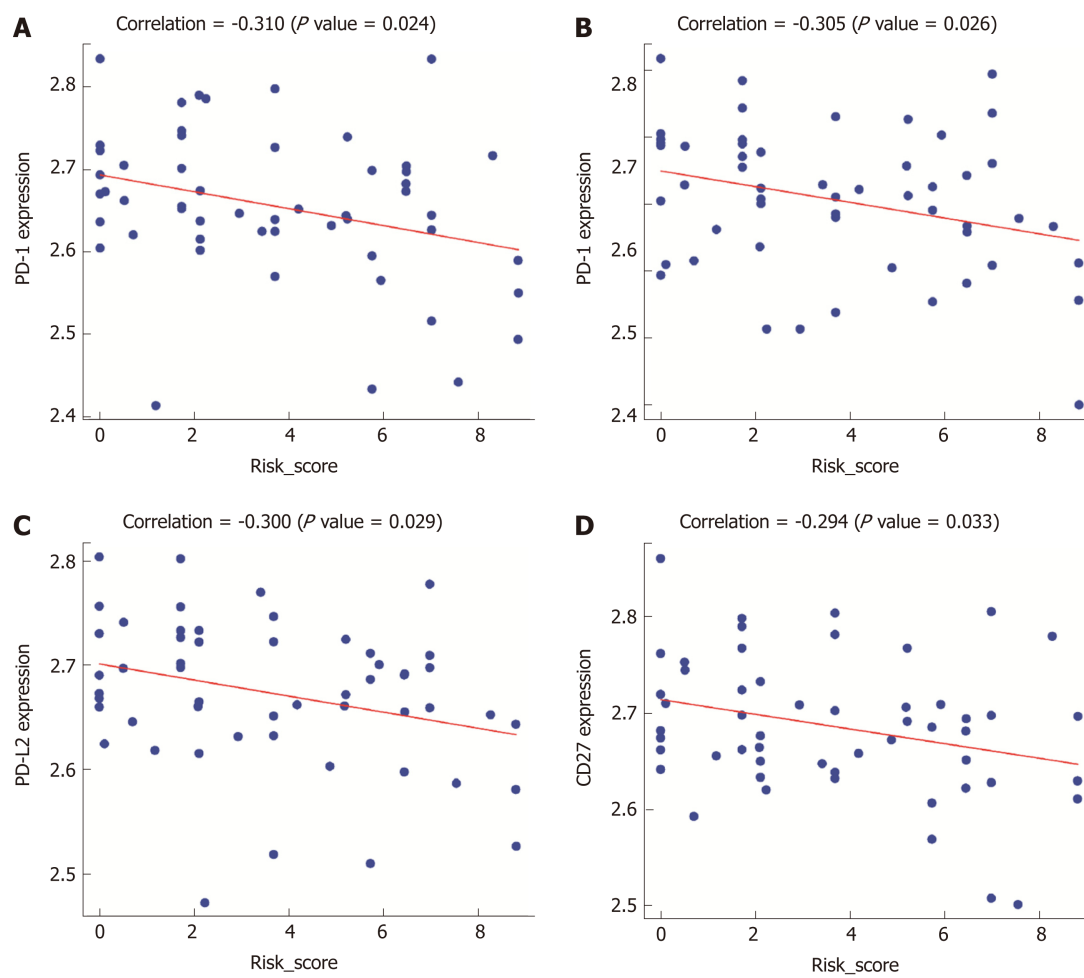 A
Correlation = -0.310 (P value = 0.024)
PD-1 expression
2.8
2.7
2.6
2.5
2.4
0 2 4 6 8
Risk_score
B
Correlation = -0.305 (P value = 0.026)
PD-1 expression
2.8
2.7
2.6
2.5
2.4
0 2 4 6 8
Risk_score
C
Correlation = -0.300 (P value = 0.029)
PD-L2 expression
2.8
2.7
2.6
2.5
0 2 4 6 8
Risk_score
D
Correlation = -0.294 (P value = 0.033)
CD27 expression
2.8
2.7
2.6
2.5
0 2 4 6 8
Risk_score